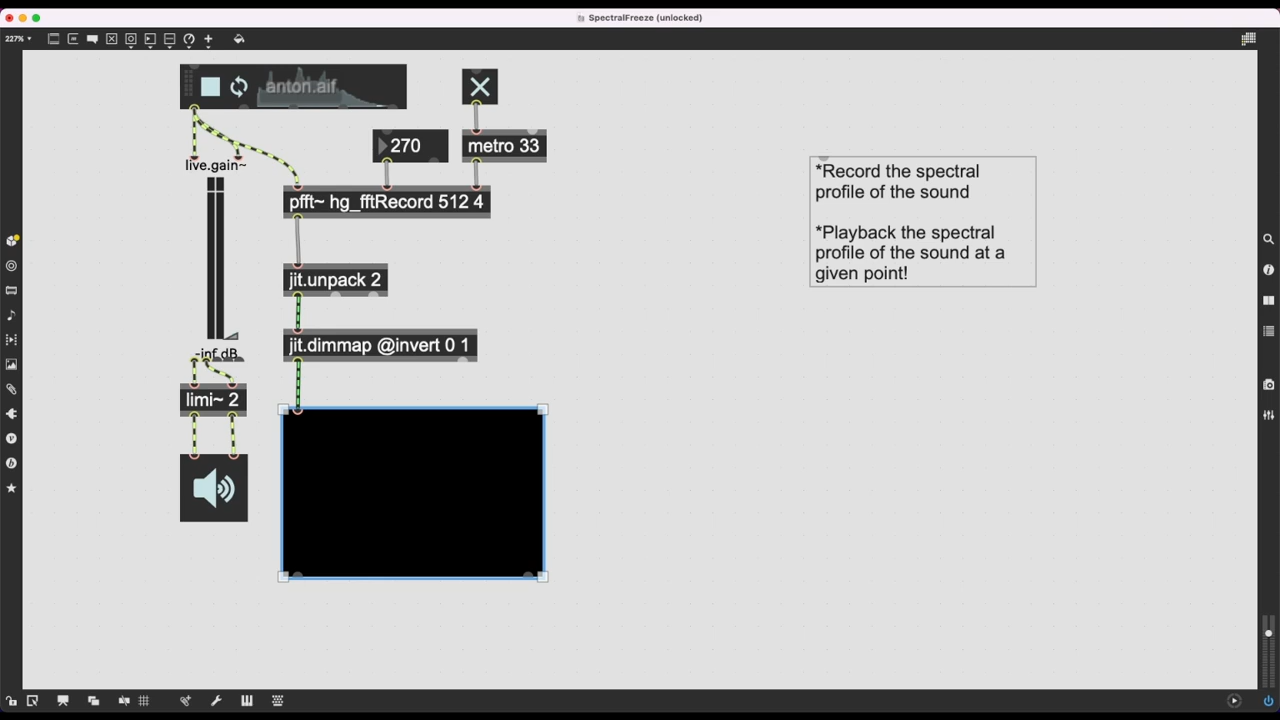 SpectralFreeze (unlocked)
227%
anton.aif
270
metro 33
live.gain~
pfft~ hg_fftRecord 512 4
jit.unpack 2
jit.dimmap @invert 0 1
-inf dB
limi~ 2
*Record the spectral
profile of the sound
*Playback the spectral
profile of the sound at a
given point!